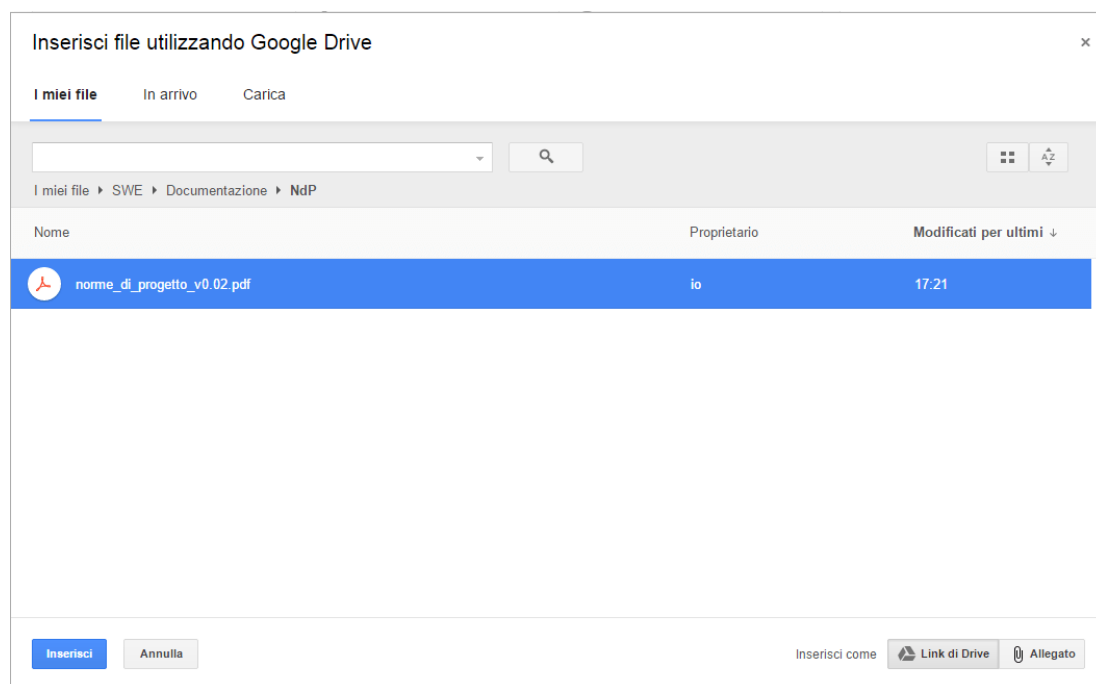 Inserisci file utilizzando Google Drive
I miei file In arrivo Carica
I miei file SWE Documentazione NdP
A Z
Nome Proprietario Modificati per ultimi
norme_di_progetto_v0.02.pdf io 17:21
Inserisci Annulla Inserisci come Link di Drive Allegato